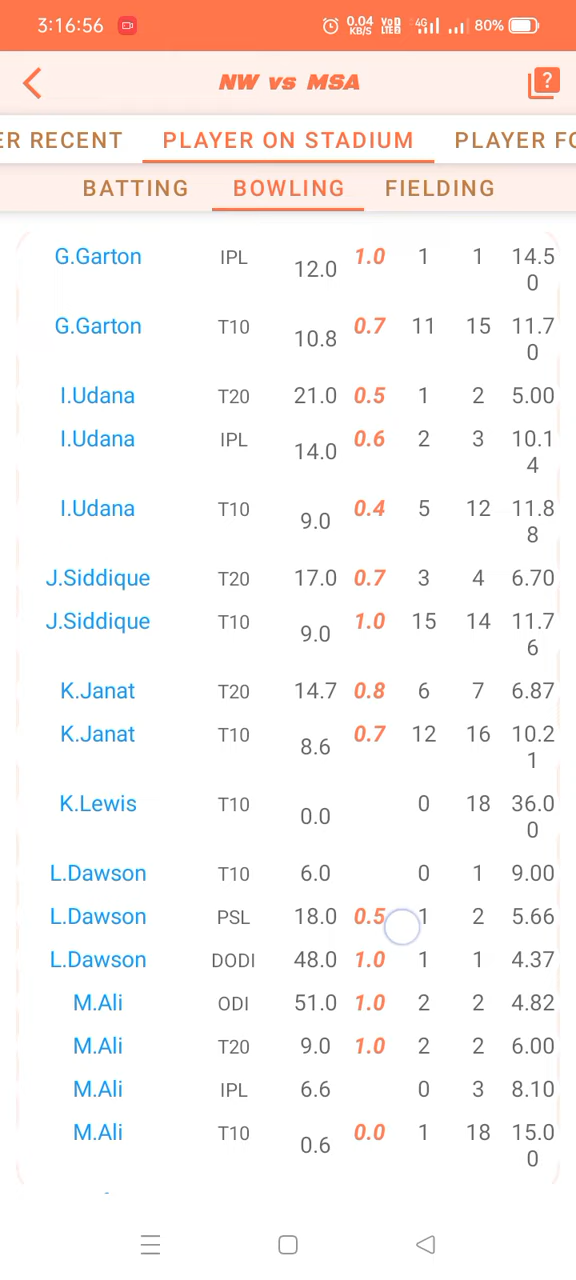 3:16:56 0.04 KB/S Vo)) LTE 4G 80%
NW vs MSA ?
ER RECENT PLAYER ON STADIUM PLAYER FO
BATTING BOWLING FIELDING
G.Garton IPL 12.0 1.0 1 1 14.50
G.Garton T10 10.8 0.7 11 15 11.70
I.Udana T20 21.0 0.5 1 2 5.00
I.Udana IPL 14.0 0.6 2 3 10.14
I.Udana T10 9.0 0.4 5 12 11.88
J.Siddique T20 17.0 0.7 3 4 6.70
J.Siddique T10 9.0 1.0 15 14 11.76
K.Janat T20 14.7 0.8 6 7 6.87
K.Janat T10 8.6 0.7 12 16 10.21
K.Lewis T10 0.0 0 18 36.00
L.Dawson T10 6.0 0 1 9.00
L.Dawson PSL 18.0 0.5 1 2 5.66
L.Dawson DODI 48.0 1.0 1 1 4.37
M.Ali ODI 51.0 1.0 2 2 4.82
M.Ali T20 9.0 1.0 2 2 6.00
M.Ali IPL 6.6 0 3 8.10
M.Ali T10 0.6 0.0 1 18 15.00